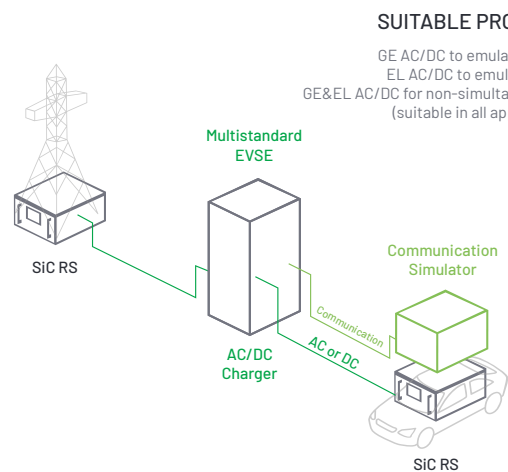 SUITABLE PRO
GE AC/DC to emula
EL AC/DC to emul
GE&EL AC/DC for non-simulta
(suitable in all ap
Multistandard
EVSE
SiC RS
Communication
Simulator
Communication
AC or DC
AC/DC
Charger
SiC RS